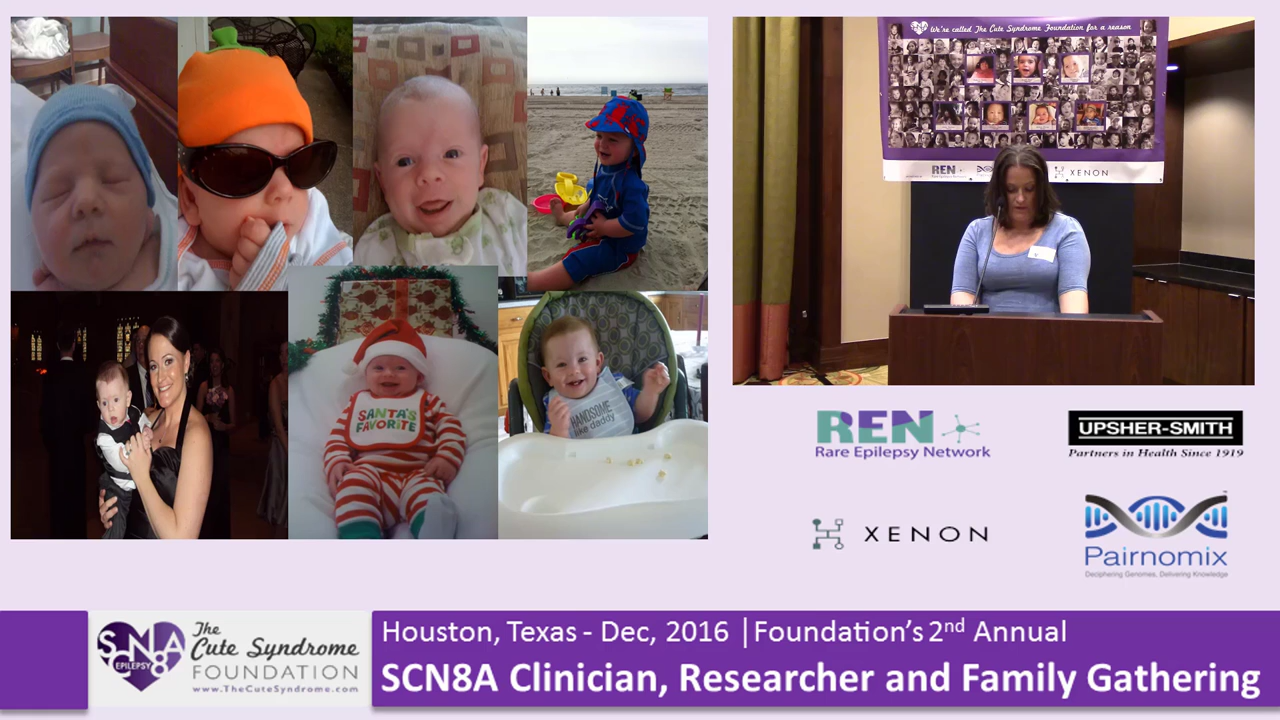 We're called The Cute Syndrome Foundation for a reason
REN
XENON
SANTA'S
FAVORITE
HANDSOME
like daddy
REN
Rare Epilepsy Network
UPSHER-SMITH
Partners in Health Since 1919
XENON
Pairnomix
Deciphering Genomes, Delivering Knowledge
SCN8A
EPILEPSY
The
Cute Syndrome
FOUNDATION
www.TheCuteSyndrome.com
Houston, Texas - Dec, 2016 | Foundation's 2nd Annual
SCN8A Clinician, Researcher and Family Gathering